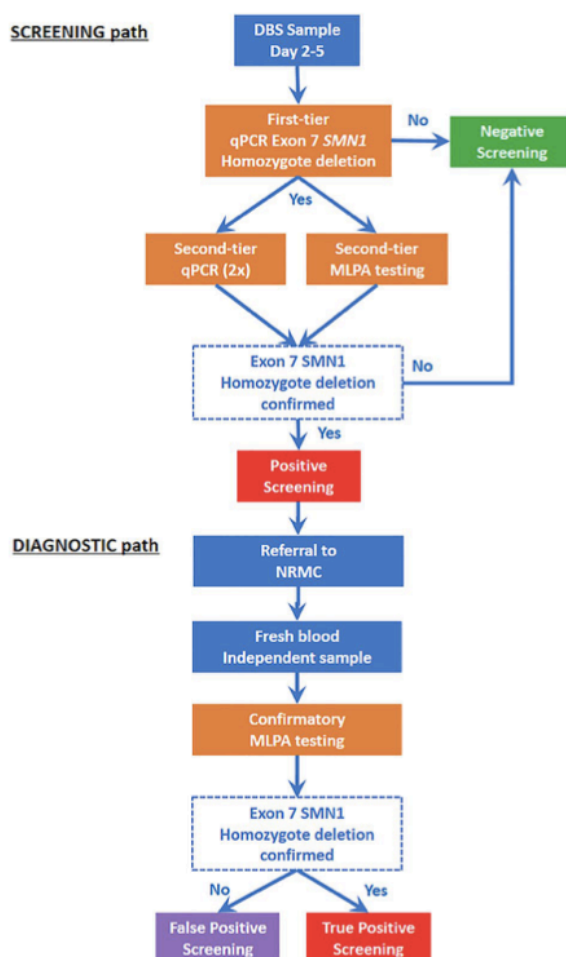 SCREENING path
DBS Sample
Day 2-5
First-tier
qPCR Exon 7 SMN1
Homozygote deletion
No
Negative
Screening
Yes
Second-tier
qPCR (2x)
Second-tier
MLPA testing
Exon 7 SMN1
Homozygote deletion
confirmed
No
Yes
Positive
Screening
DIAGNOSTIC path
Referral to
NRMC
Fresh blood
Independent sample
Confirmatory
MLPA testing
Exon 7 SMN1
Homozygote deletion
confirmed
No
Yes
False Positive
Screening
True Positive
Screening